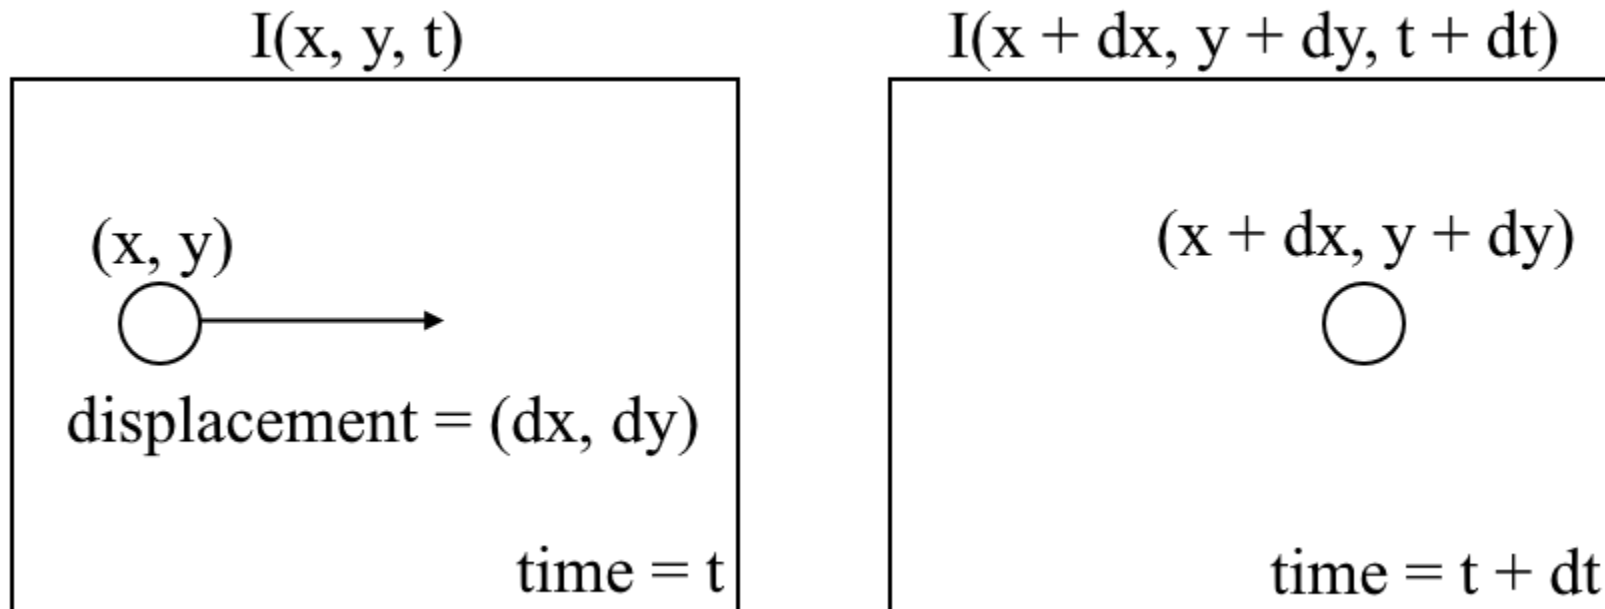 I(x, y, t)
(x, y)
displacement = (dx, dy)
time = t
I(x + dx, y + dy, t + dt)
(x + dx, y + dy)
time = t + dt